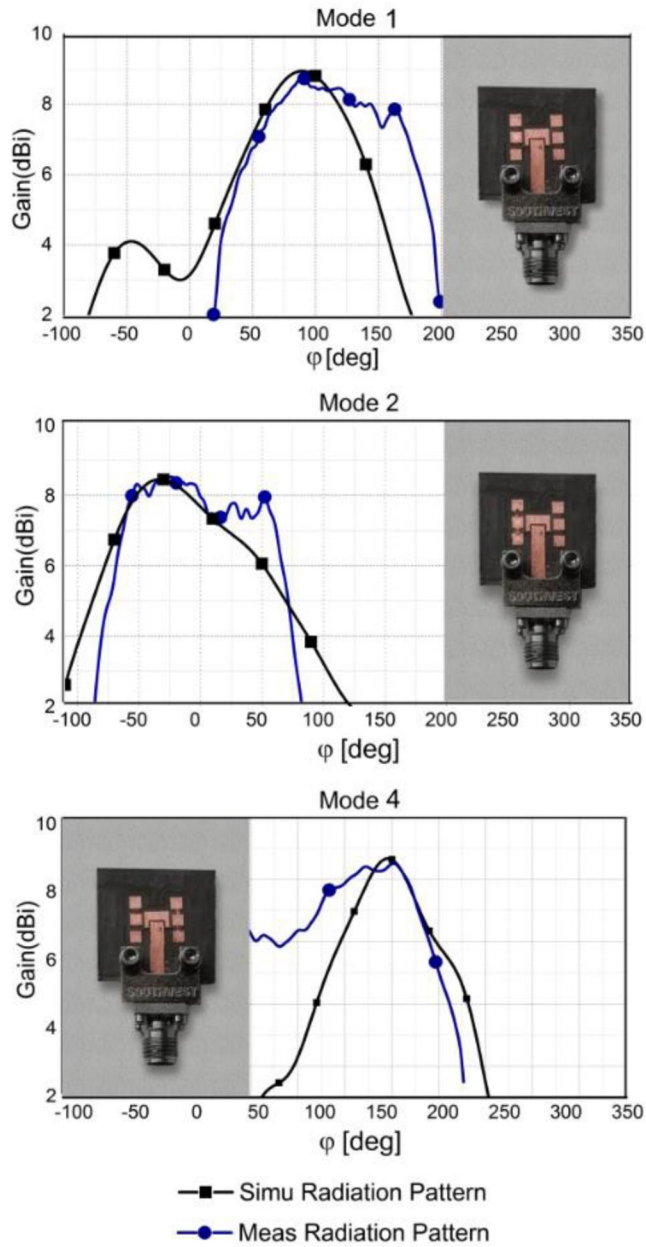 Mode 1
10
8
6
4
2
Gain(dBi)
SOUTHWEST
-100 -50 0 50 100 150 200 250 300 350
φ [deg]
Mode 2
10
8
6
4
2
Gain(dBi)
SOUTHWEST
-100 -50 0 50 100 150 200 250 300 350
φ [deg]
Mode 4
10
8
6
4
2
Gain(dBi)
SOUTHWEST
-100 -50 0 50 100 150 200 250 300 350
φ [deg]
Simu Radiation Pattern
Meas Radiation Pattern